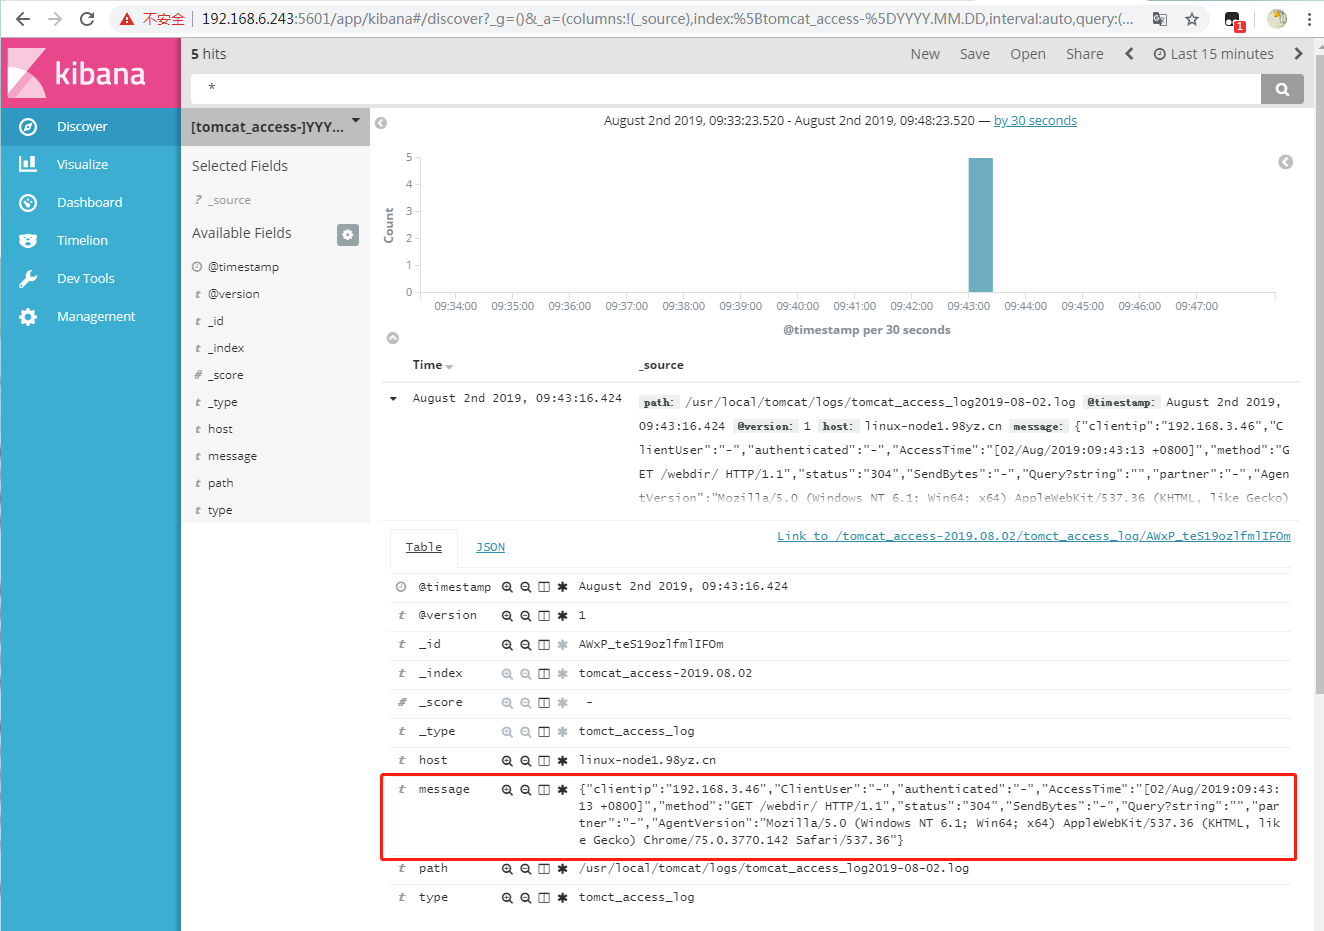 不安全 192.168.6.243:5601/app/kibana#/discover?_g=()&_a=(columns:!(_source),index:%5Btomcat_access-%5DYYYY.MM.DD,interval:auto,query:(...
1
kibana
5 hits
New Save Open Share Last 15 minutes
*
Discover
Visualize
Dashboard
Timelion
Dev Tools
Management
[tomcat_access-]YYY...
Selected Fields
? _source
Available Fields
@timestamp
t @version
t _id
t _index
# _score
t _type
t host
t message
t path
t type
August 2nd 2019, 09:33:23.520 - August 2nd 2019, 09:48:23.520 — by 30 seconds
Count
5
4
3
2
1
0
09:34:00 09:35:00 09:36:00 09:37:00 09:38:00 09:39:00 09:40:00 09:41:00 09:42:00 09:43:00 09:44:00 09:45:00 09:46:00 09:47:00
@timestamp per 30 seconds
Time _source
August 2nd 2019, 09:43:16.424
path: /usr/local/tomcat/logs/tomcat_access_log2019-08-02.log @timestamp: August 2nd 2019,
09:43:16.424 @version: 1 host: linux-node1.98yz.cn message: {"clientip":"192.168.3.46","C
lientUser":"-","authenticated":"-","AccessTime":"[02/Aug/2019:09:43:13 +0800]","method":"G
ET /webdir/ HTTP/1.1","status":"304","SendBytes":"-","Query?string":"","partner":"-","Age
ntVersion":"Mozilla/5.0 (Windows NT 6.1; Win64; x64) AppleWebKit/537.36 (KHTML, like Gecko)
Table JSON
Link to /tomcat_access-2019.08.02/tomct_access_log/AWxP_teS19ozlfmlIFOm
@timestamp August 2nd 2019, 09:43:16.424
t @version 1
t _id AWxP_teS19ozlfmlIFOm
t _index tomcat_access-2019.08.02
# _score -
t _type tomct_access_log
t host linux-node1.98yz.cn
t message {"clientip":"192.168.3.46","ClientUser":"-","authenticated":"-","AccessTime":"[02/Aug/2019:09:43:
13 +0800]","method":"GET /webdir/ HTTP/1.1","status":"304","SendBytes":"-","Query?string":"","par
tner":"-","AgentVersion":"Mozilla/5.0 (Windows NT 6.1; Win64; x64) AppleWebKit/537.36 (KHTML, lik
e Gecko) Chrome/75.0.3770.142 Safari/537.36"}
t path /usr/local/tomcat/logs/tomcat_access_log2019-08-02.log
t type tomct_access_log